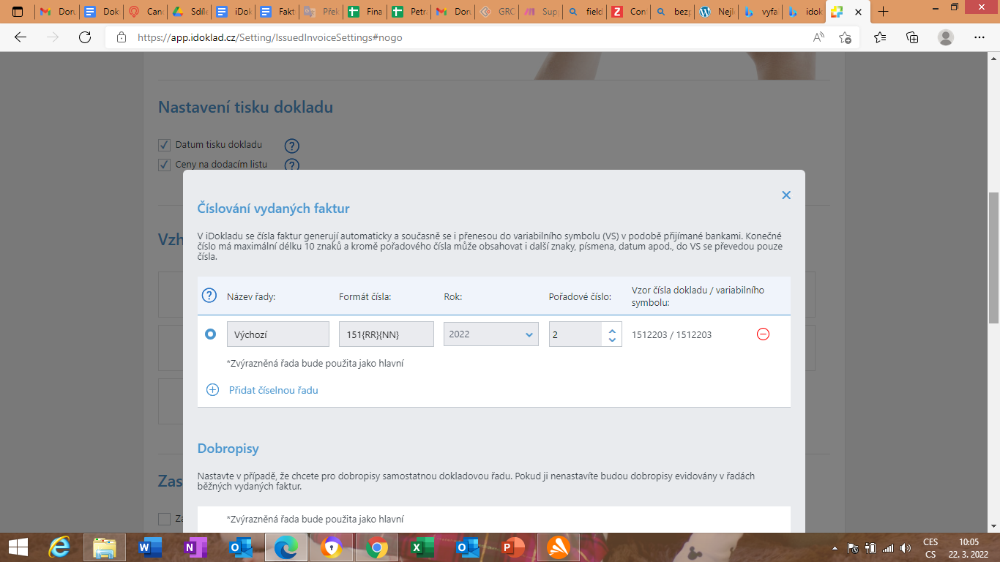 Dorı
Dok
Can
Sdíle
iDok
Fakt
Přek
Fina
Petra
Doru
GRC
Supp
field
Con
bezp
Nejle
vyfa
idok
https://app.idoklad.cz/Setting/IssuedInvoiceSettings#nogo
Nastavení tisku dokladu
Datum tisku dokladu
Ceny na dodacím listu
Vzh
Číslování vydaných faktur
V iDokladu se čísla faktur generují automaticky a současně se i přenesou do variabilního symbolu (VS) v podobě přijímané bankami. Konečné
číslo má maximální délku 10 znaků a kromě pořadového čísla může obsahovat i další znaky, písmena, datum apod., do VS se převedou pouze
čísla.
Název řady: Formát čísla: Rok: Pořadové číslo: Vzor čísla dokladu / variabilního
symbolu:
Výchozí 151{RR}{NN} 2022 2 1512203 / 1512203
*Zvýrazněná řada bude použita jako hlavní
Přidat číselnou řadu
Dobropisy
Nastavte v případě, že chcete pro dobropisy samostatnou dokladovou řadu. Pokud ji nenastavíte budou dobropisy evidovány v řadách
běžných vydaných faktur.
*Zvýrazněná řada bude použita jako hlavní
Zas
Za
CES
CS
10:05
22. 3. 2022